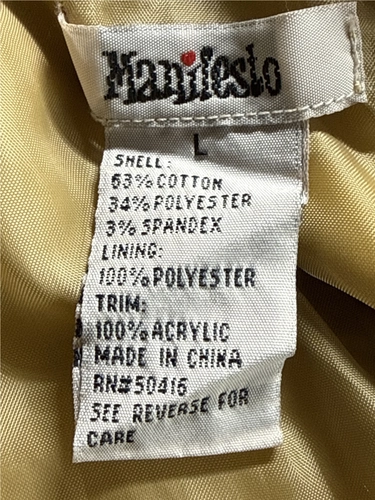 Manifesto
L
SHELL:
63% COTTON
34% POLYESTER
3% SPANDEX
LINING:
100% POLYESTER
TRIM:
100% ACRYLIC
MADE IN CHINA
RN#50416
SEE REVERSE FOR
CARE